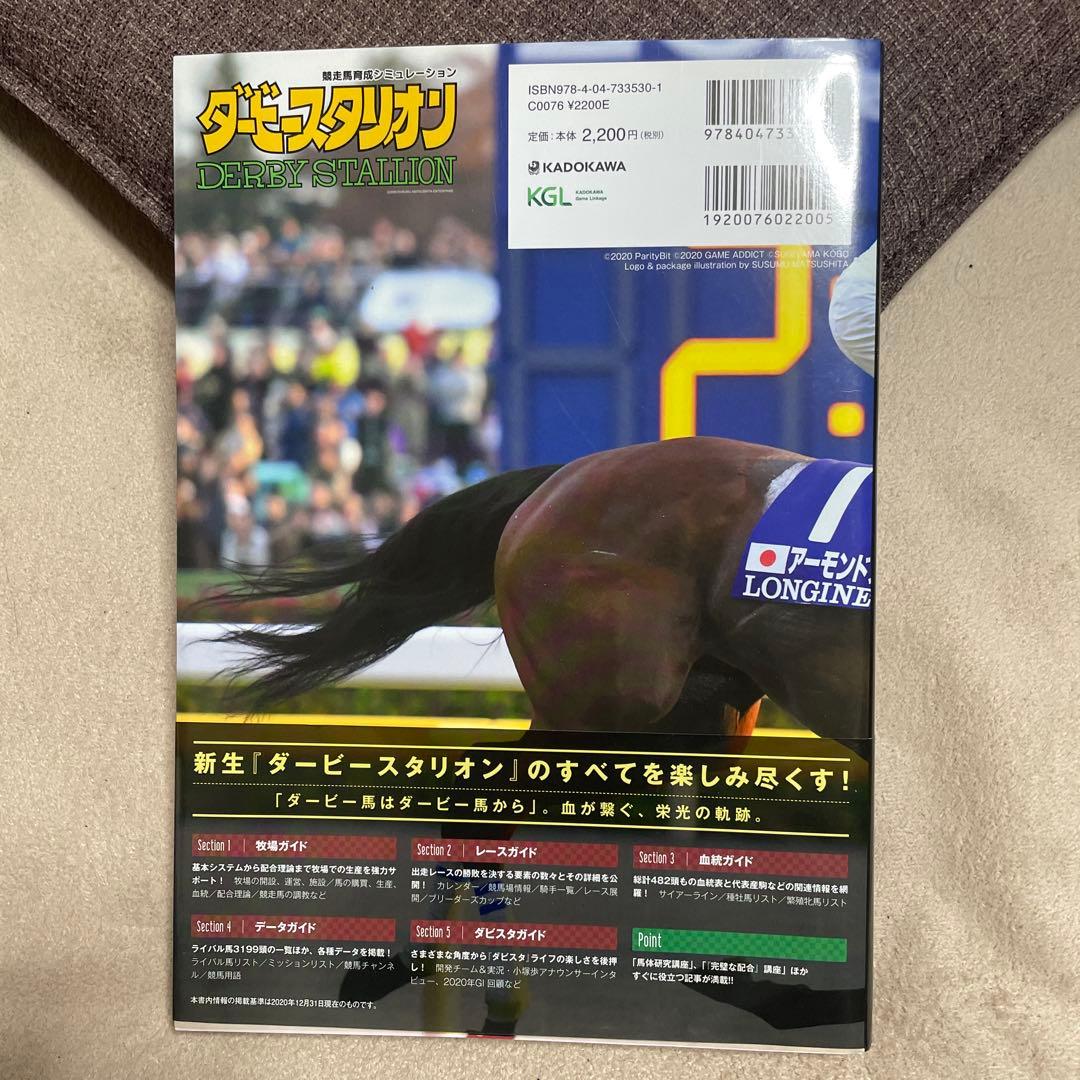 競走馬育成シミュレーション
ダービースタリオン
DERBY STALLION
ISBN978-4-04-733530-1
C0076 ¥2200E
定価:本体 2,200円(税別)
KADOKAWA
KGL KADOKAWA Game Linkage
1920076022005
©2020 ParityBit ©2020 GAME ADDICT
Logo & package illustration by SUSUMU MATSUSHITA
アーモンド
LONGINE
新生『ダービースタリオン』のすべてを楽しみ尽くす!
「ダービー馬はダービー馬から」。血が繋ぐ、栄光の軌跡。
Section 1 牧場ガイド
基本システムから配合理論まで牧場での生産を強力サ
ポート! 牧場の開設、運営、施設/馬の購買、生産、
血統/配合理論/競走馬の調教など
Section 2 レースガイド
出走レースの勝敗を決する要素の数々とその詳細を公
開! カレンダー/競馬場情報/騎手一覧/レース展
開/ブリーダーズカップなど
Section 3 血統ガイド
総計482頭もの血統表と代表産駒などの関連情報を網
羅! サイアーライン/種牡馬リスト/繁殖牝馬リスト
Section 4 データガイド
ライバル馬3199頭の一覧ほか、各種データを掲載!
ライバル馬リスト/ミッションリスト/競馬チャンネ
ル/競馬用語
Section 5 ダビスタガイド
さまざまな角度から『ダビスタ』ライフの楽しさを後押
し! 開発チーム&実況・小塚歩アナウンサーインタ
ビュー、2020年GI回顧など
Point
「馬体研究講座」、「『完璧な配合』講座」ほか
すぐに役立つ記事が満載!!
本書内情報の掲載基準は2020年12月31日現在のものです。